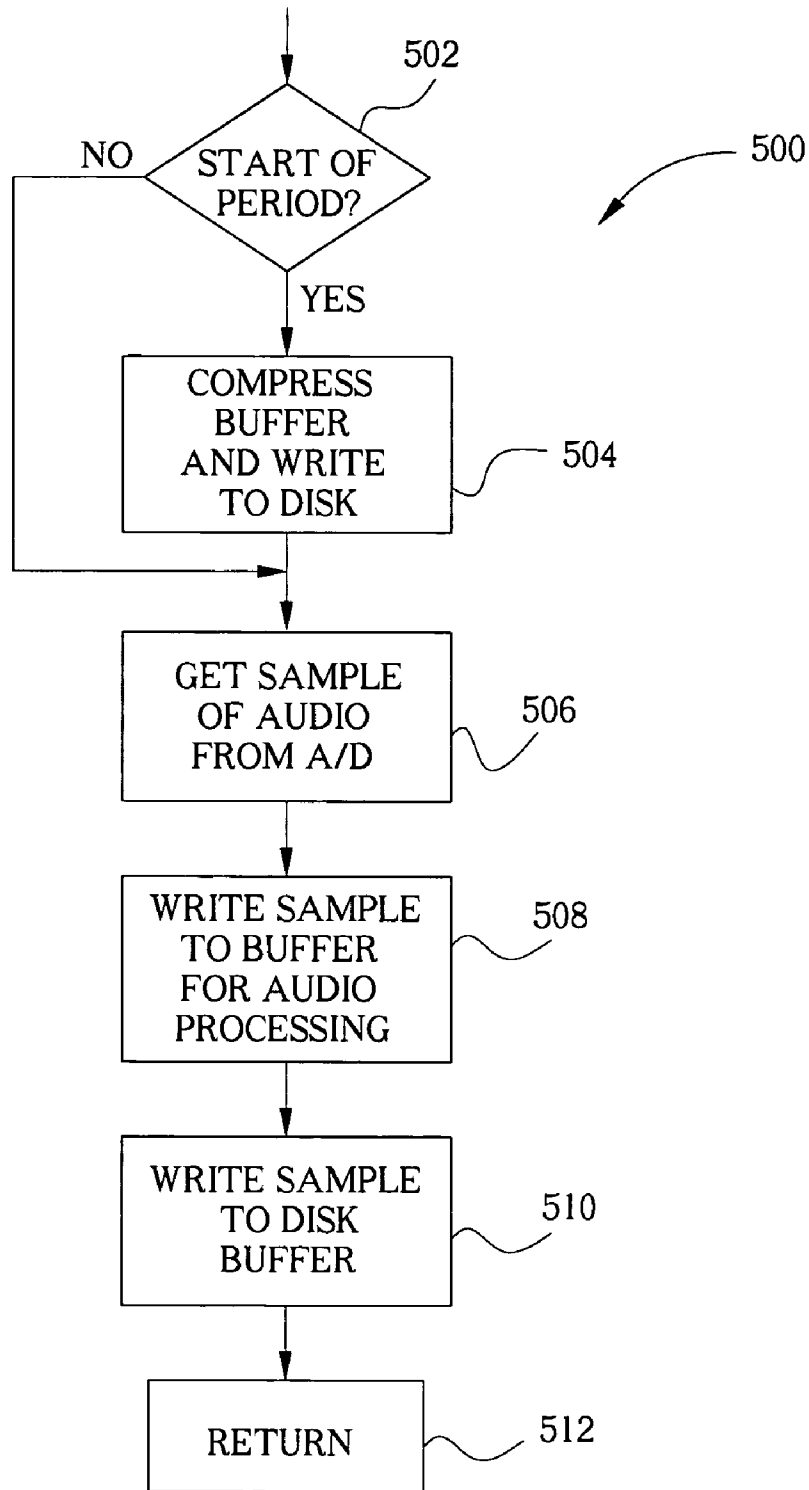 502
NO
START OF
PERIOD?
500
YES
COMPRESS
BUFFER
AND WRITE
TO DISK
504
GET SAMPLE
OF AUDIO
FROM A/D
506
WRITE SAMPLE
TO BUFFER
FOR AUDIO
PROCESSING
508
WRITE SAMPLE
TO DISK
BUFFER
510
RETURN
512